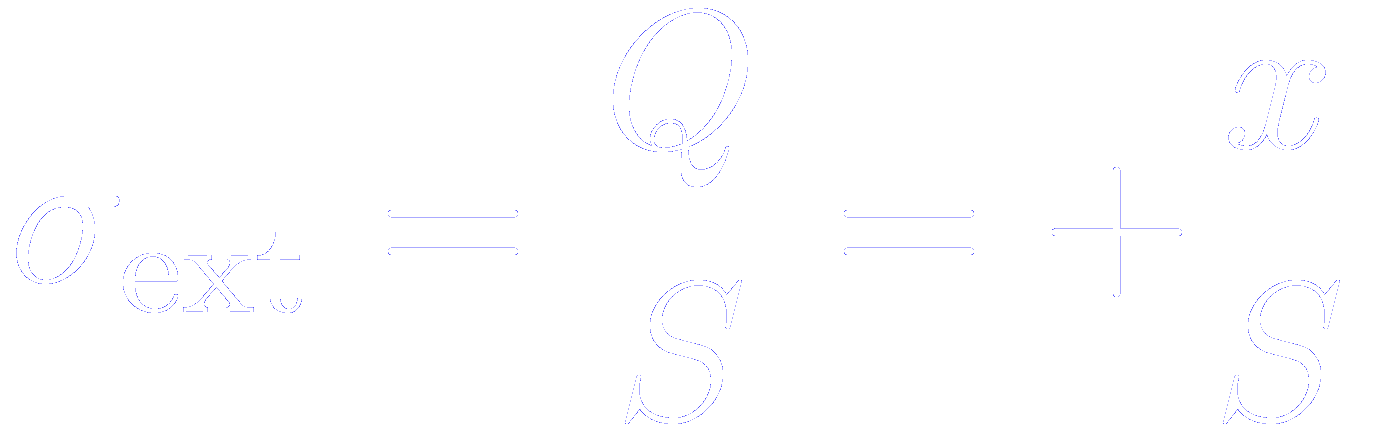 σ_ext = Q/S = +x/S